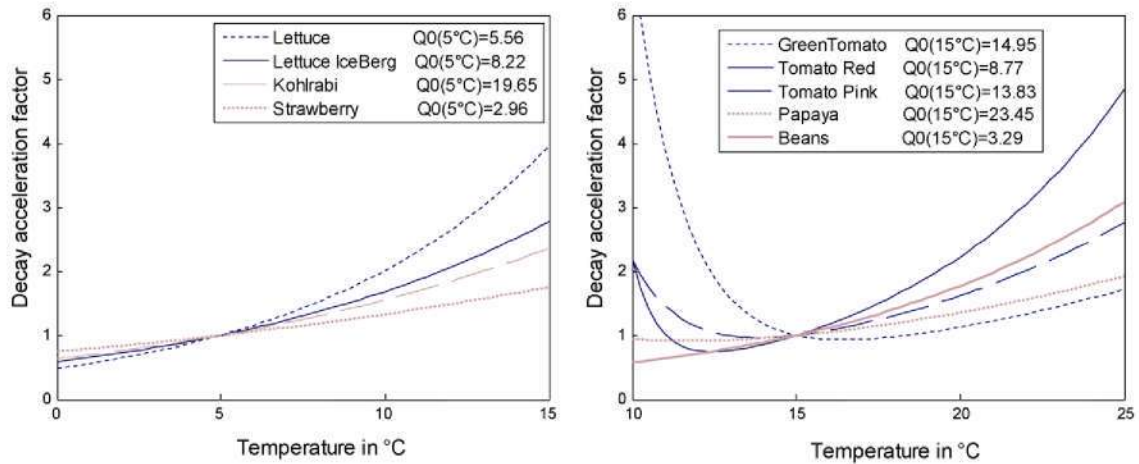 Decay acceleration factor
6
5
4
3
2
1
0
Lettuce Q0(5°C)=5.56
Lettuce IceBerg Q0(5°C)=8.22
Kohlrabi Q0(5°C)=19.65
Strawberry Q0(5°C)=2.96
0 5 10 15
Temperature in °C
Decay acceleration factor
6
5
4
3
2
1
0
GreenTomato Q0(15°C)=14.95
Tomato Red Q0(15°C)=8.77
Tomato Pink Q0(15°C)=13.83
Papaya Q0(15°C)=23.45
Beans Q0(15°C)=3.29
10 15 20 25
Temperature in °C